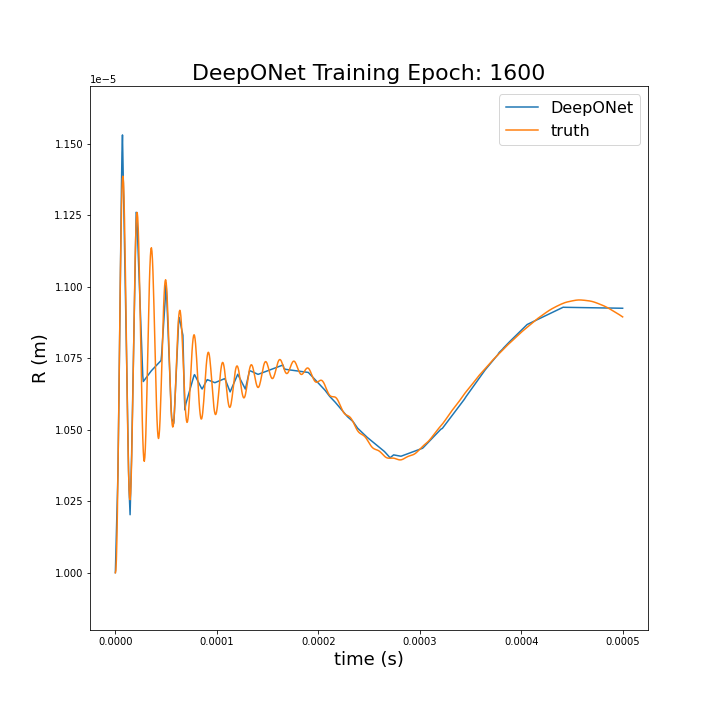 DeepONet Training Epoch: 1600
1e−5
DeepONet
truth
1.150
1.125
1.100
1.075
1.050
1.025
1.000
R (m)
0.0000 0.0001 0.0002 0.0003 0.0004 0.0005
time (s)